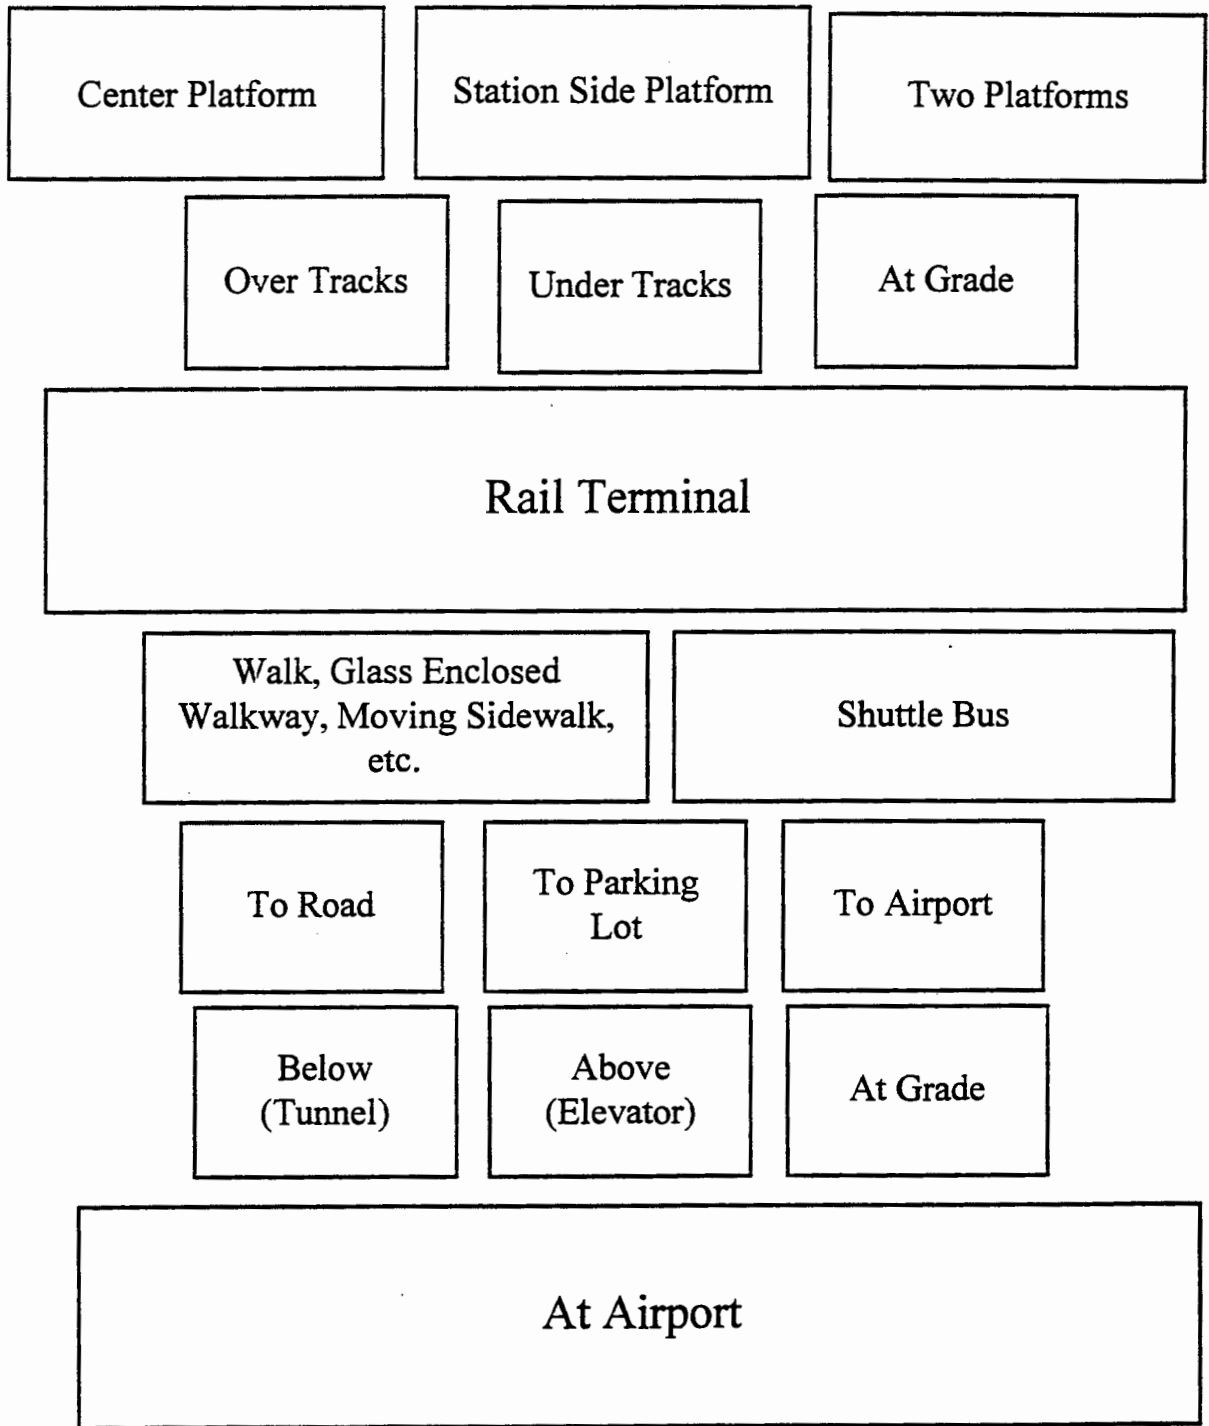 Center Platform
Station Side Platform
Two Platforms
Over Tracks
Under Tracks
At Grade
Rail Terminal
Walk, Glass Enclosed
Walkway, Moving Sidewalk,
etc.
Shuttle Bus
To Road
To Parking
Lot
To Airport
Below
(Tunnel)
Above
(Elevator)
At Grade
At Airport